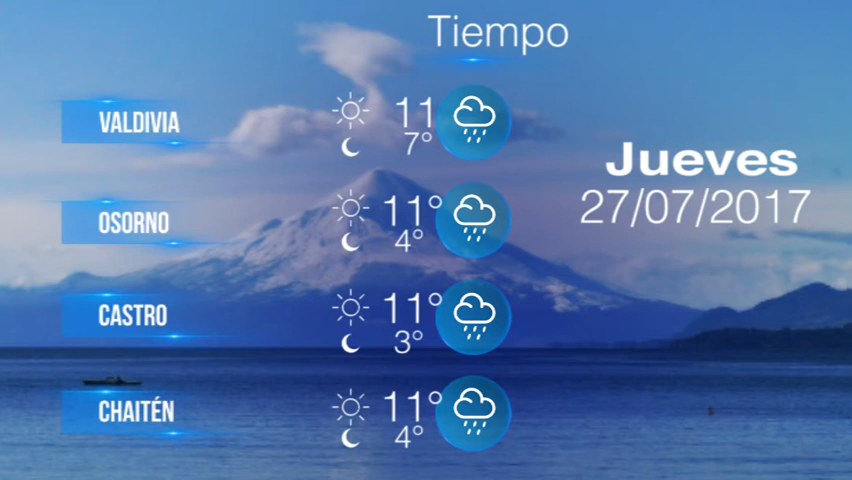 Tiempo
VALDIVIA
11
7°
OSORNO
11°
4°
CASTRO
11°
3°
CHAITÉN
11°
4°
Jueves
27/07/2017